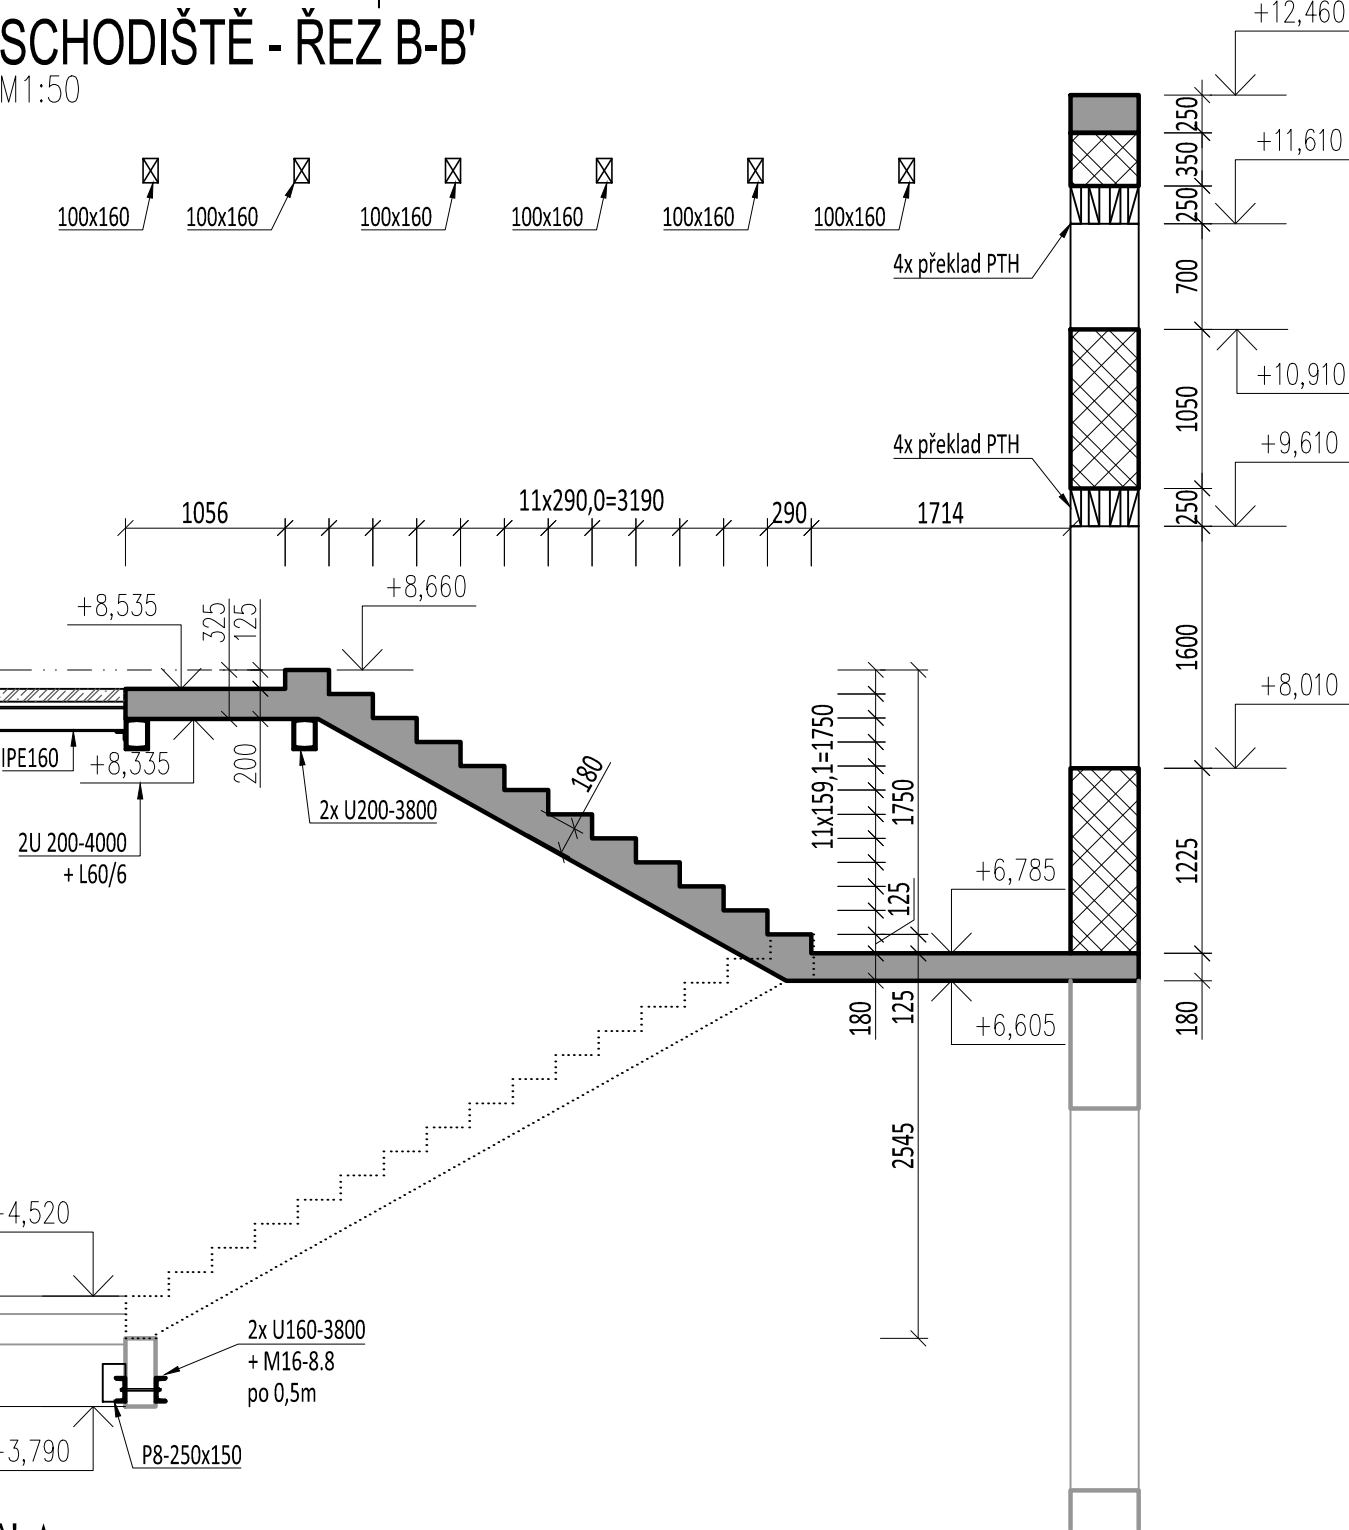 SCHODIŠTĚ - ŘEZ B-B'
M1:50
+12,460
250
+11,610
350
250
100x160
100x160
100x160
100x160
100x160
100x160
4x překlad PTH
700
+10,910
1050
4x překlad PTH
+9,610
250
1056
11x290,0=3190
290
1714
+8,535
325
125
+8,660
1600
+8,010
IPE160
+8,335
200
180
2x U200-3800
11x159,1=1750
1750
2U 200-4000
+ L60/6
125
+6,785
1225
180
125
+6,605
180
2545
4,520
2x U160-3800
+ M16-8.8
po 0,5m
3,790
P8-250x150